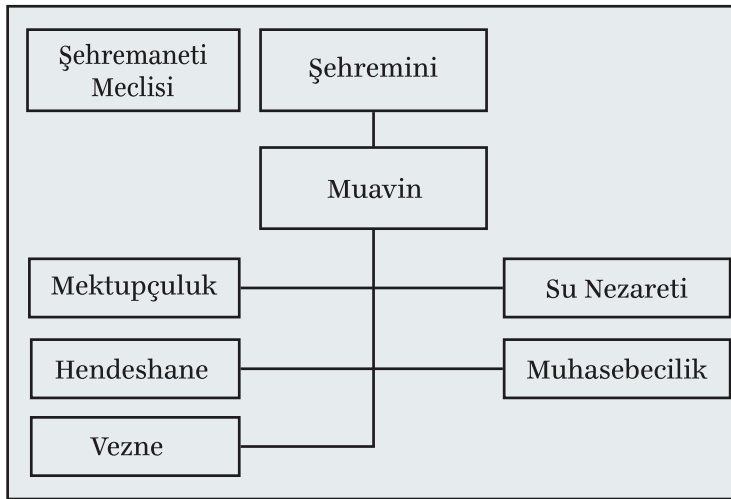 Şehremaneti
Meclisi
Şehremini
Muavin
Mektupçuluk
Su Nezareti
Hendeshane
Muhasebecilik
Vezne